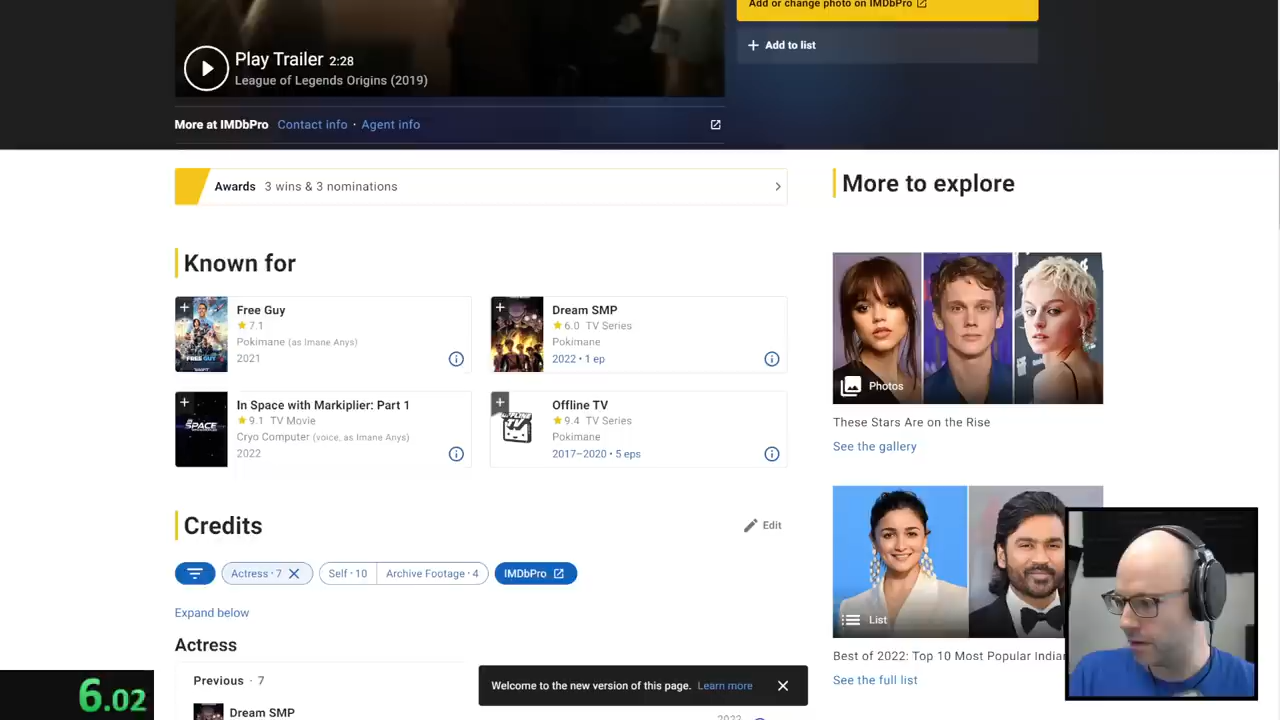 Add or change photo on IMDbPro
Add to list
Play Trailer 2:28
League of Legends Origins (2019)
More at IMDbPro Contact info · Agent info
Awards 3 wins & 3 nominations
More to explore
Known for
Free Guy
7.1
Pokimane (as Imane Anys)
2021
FREE GUY
Dream SMP
6.0 TV Series
Pokimane
2022 • 1 ep
In Space with Markiplier: Part 1
9.1 TV Movie
Cryo Computer (voice, as Imane Anys)
2022
SPACE
Offline TV
9.4 TV Series
Pokimane
2017–2020 • 5 eps
OFFLINE
Photos
These Stars Are on the Rise
See the gallery
Credits
Edit
Actress · 7
Self · 10
Archive Footage · 4
IMDbPro
Expand below
Actress
Previous · 7
Dream SMP
2022
List
Best of 2022: Top 10 Most Popular Indian
See the full list
Welcome to the new version of this page. Learn more
6.02